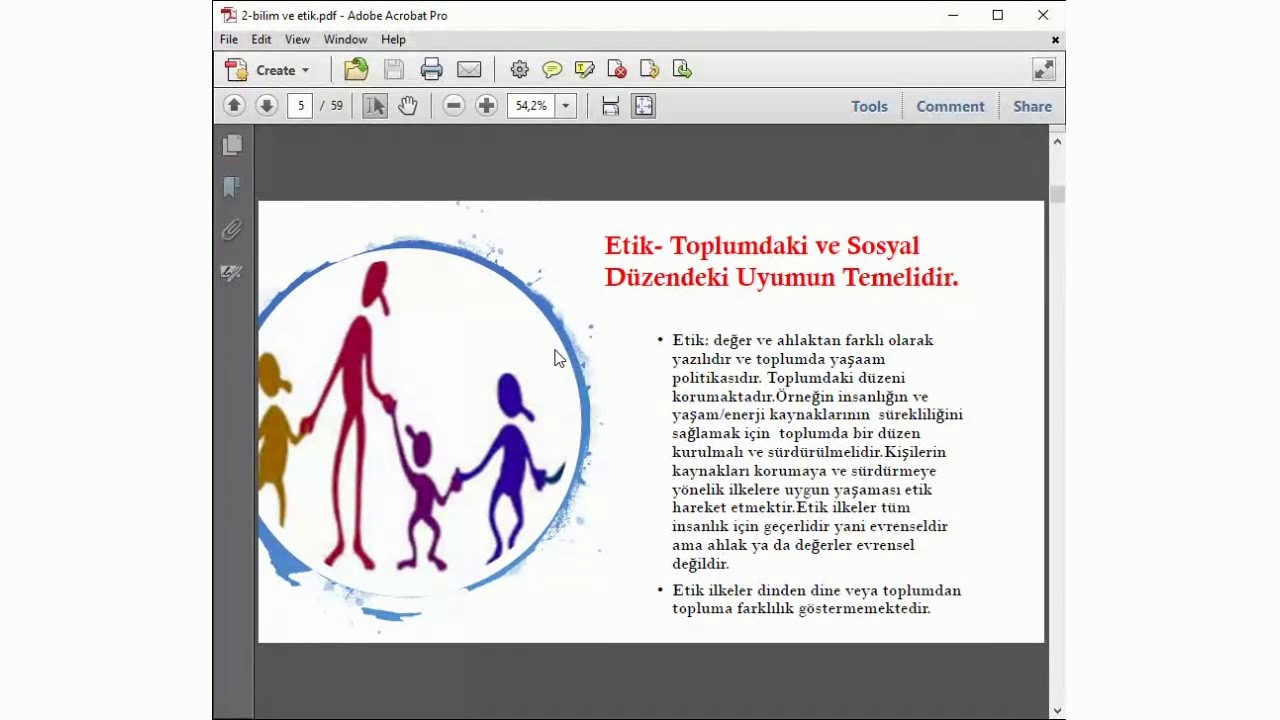 2-bilim ve etik.pdf - Adobe Acrobat Pro
File Edit View Window Help
Create
5 / 59 54,2% Tools Comment Share
Etik- Toplumdaki ve Sosyal
Düzendeki Uyumun Temelidir.
• Etik: değer ve ahlaktan farklı olarak
yazılıdır ve toplumda yaşaam
politikasıdır. Toplumdaki düzeni
korumaktadır.Örneğin insanlığın ve
yaşam/enerji kaynaklarının sürekliliğini
sağlamak için toplumda bir düzen
kurulmalı ve sürdürülmelidir.Kişilerin
kaynakları korumaya ve sürdürmeye
yönelik ilkelere uygun yaşaması etik
hareket etmektir.Etik ilkeler tüm
insanlık için geçerlidir yani evrenseldir
ama ahlak ya da değerler evrensel
değildir.
• Etik ilkeler dinden dine veya toplumdan
topluma farklılık göstermemektedir.